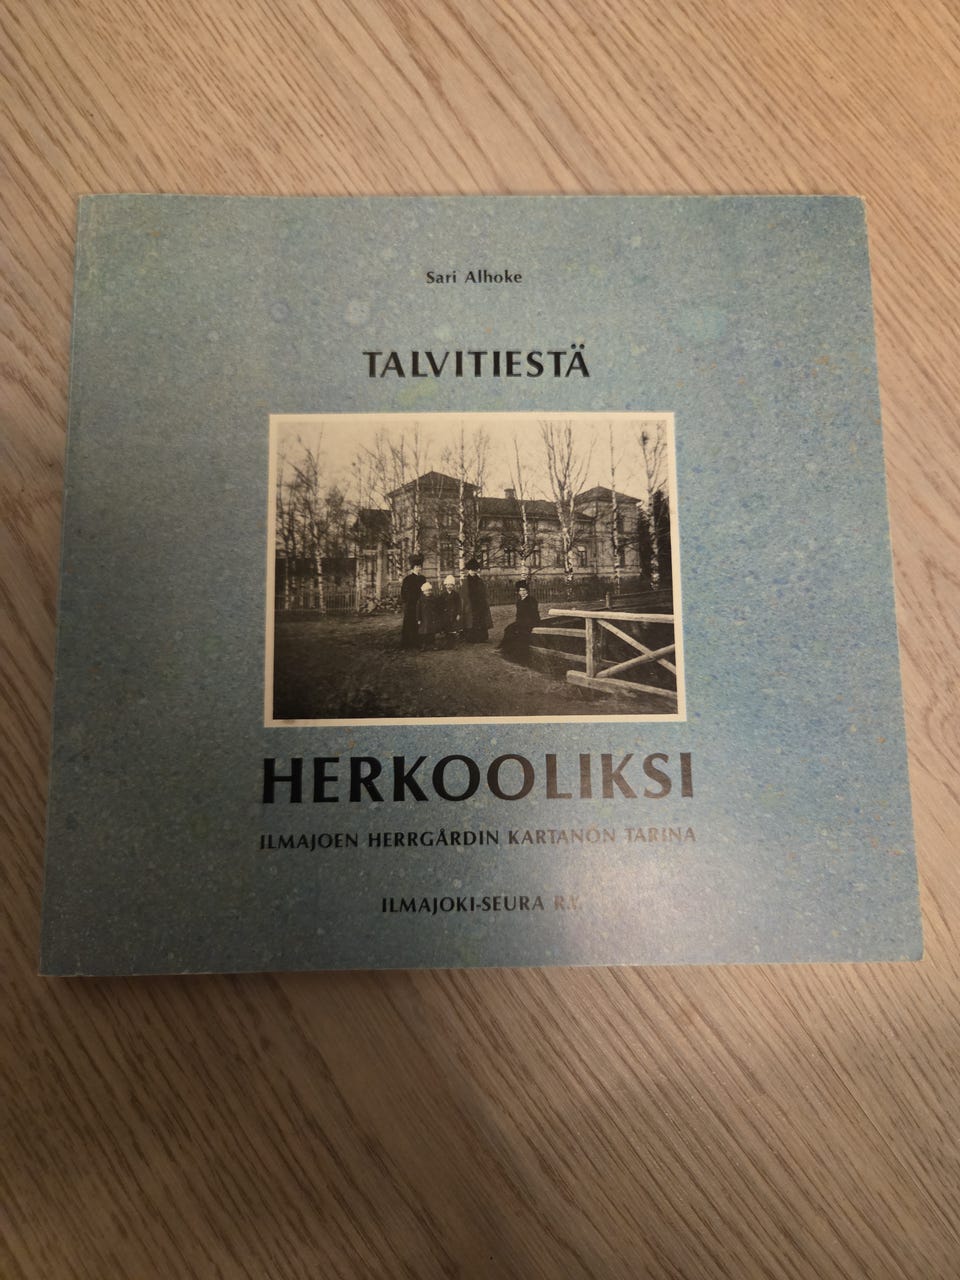 Sari Alhoke
TALVITIESTÄ
HERKOOLIKSI
ILMAJOEN HERRGÅRDIN KARTANON TARINA
ILMAJOKI-SEURA R.Y.